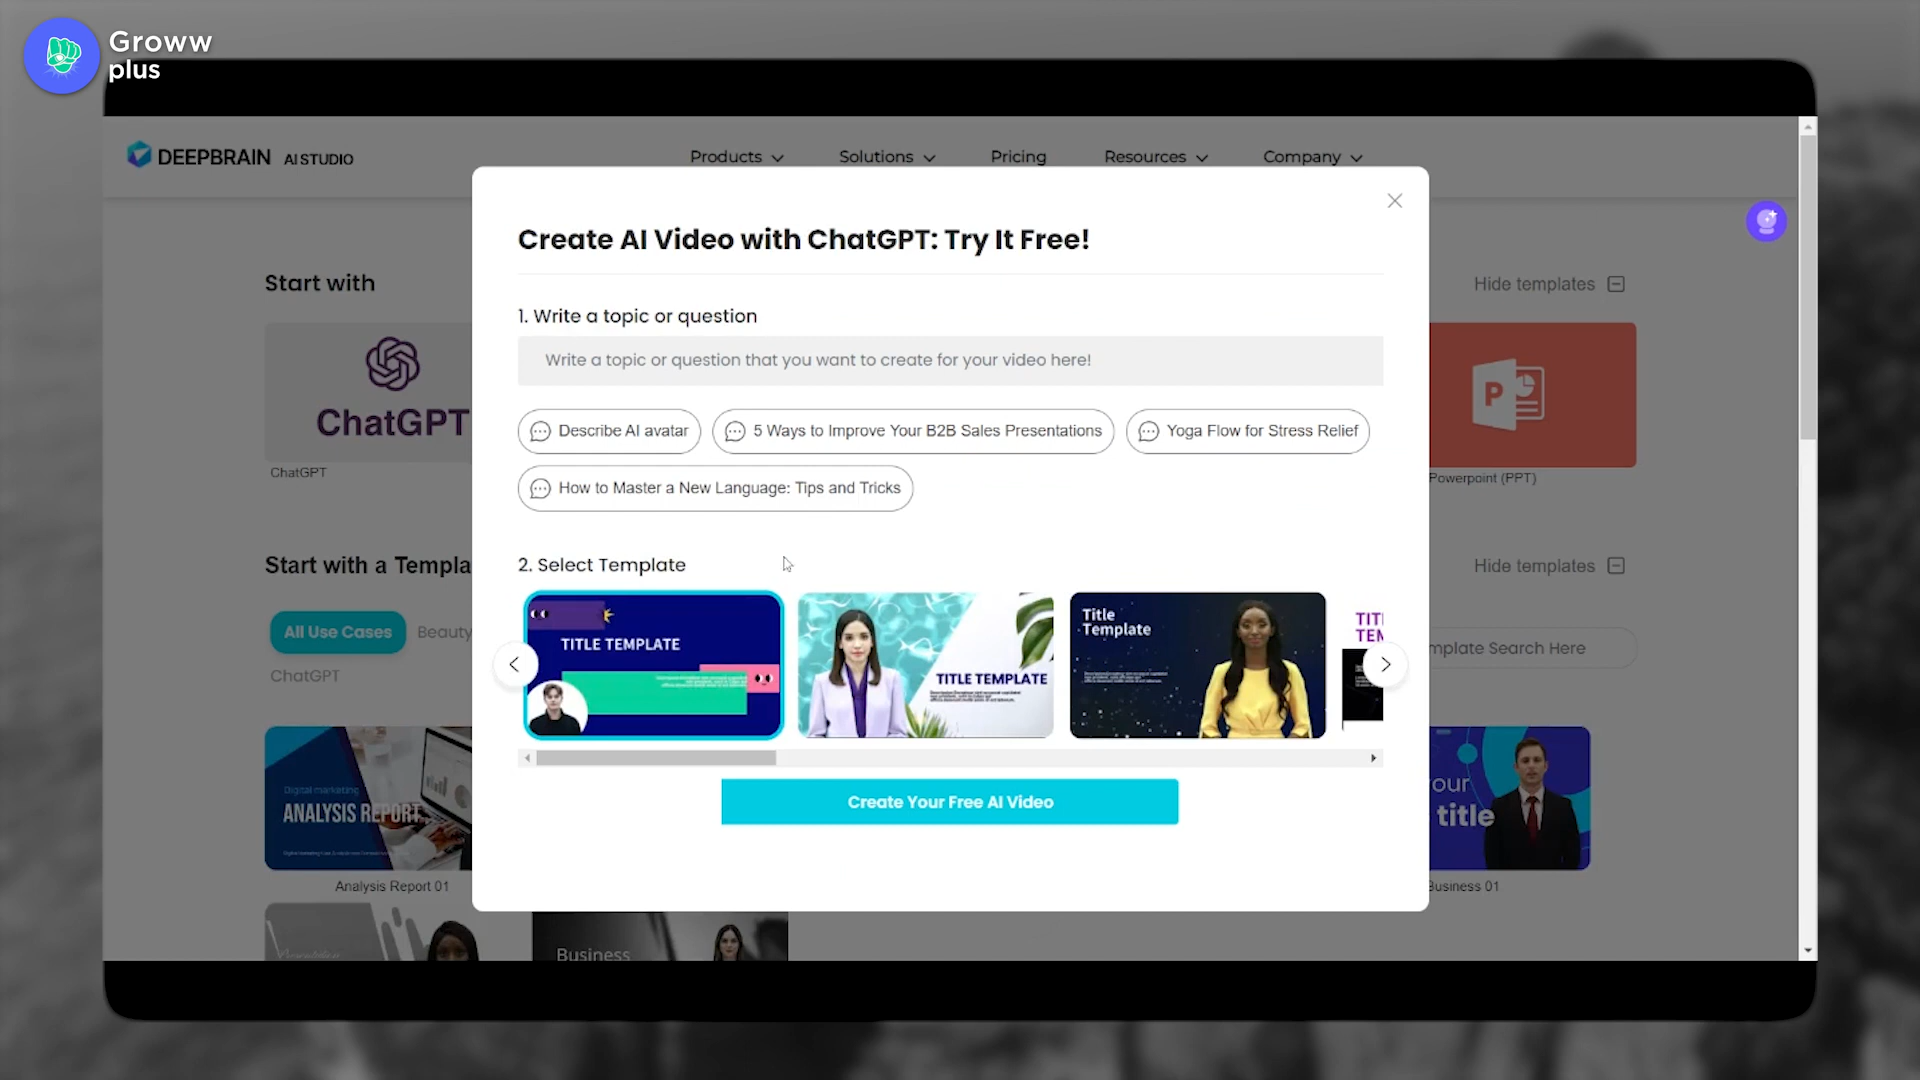 Groww
plus
DEEPBRAIN AI STUDIO
Products
Solutions
Pricing
Resources
Company
Create AI Video with ChatGPT: Try It Free!
Start with
Hide templates
1. Write a topic or question
Write a topic or question that you want to create for your video here!
ChatGPT
P
Describe AI avatar
5 Ways to Improve Your B2B Sales Presentations
Yoga Flow for Stress Relief
ChatGPT
Powerpoint (PPT)
How to Master a New Language: Tips and Tricks
Start with a Templa
2. Select Template
Hide templates
All Use Cases
Beauty
TITLE TEMPLATE
TITLE TEMPLATE
Title
Template
TITL
TEM
mplate Search Here
ChatGPT
Digital marketing
ANALYSIS REPORT
your
title
Create Your Free AI Video
Analysis Report 01
Business 01
Business